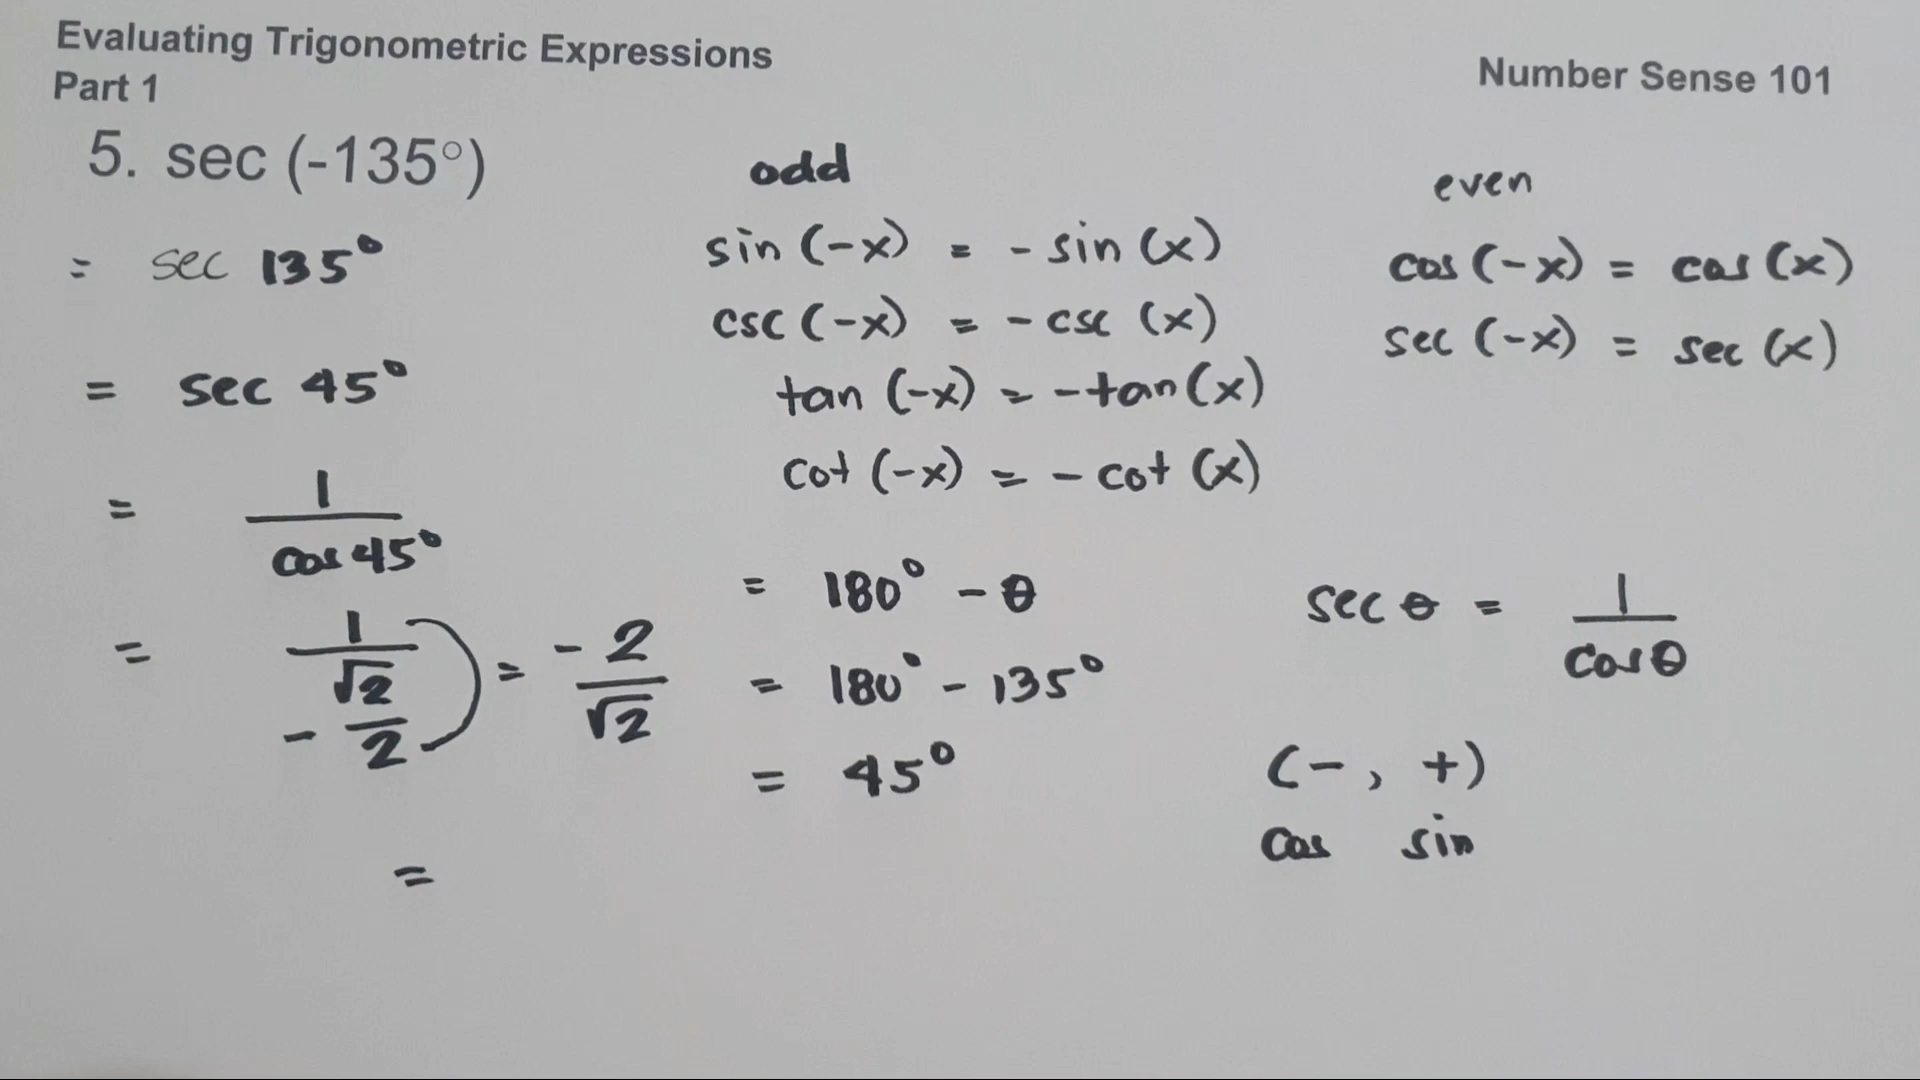 Evaluating Trigonometric Expressions
Part 1
Number Sense 101
5. sec (-135°)
= sec 135°
= sec 45°
= 1 / cos 45°
= 1 / - √2/2 = - 2/√2
=
odd
sin (-x) = - sin (x)
csc (-x) = - csc (x)
tan (-x) = - tan (x)
cot (-x) = - cot (x)
= 180° - θ
= 180° - 135°
= 45°
even
cos (-x) = cos (x)
sec (-x) = sec (x)
sec θ = 1 / cos θ
(-, +)
cos sin